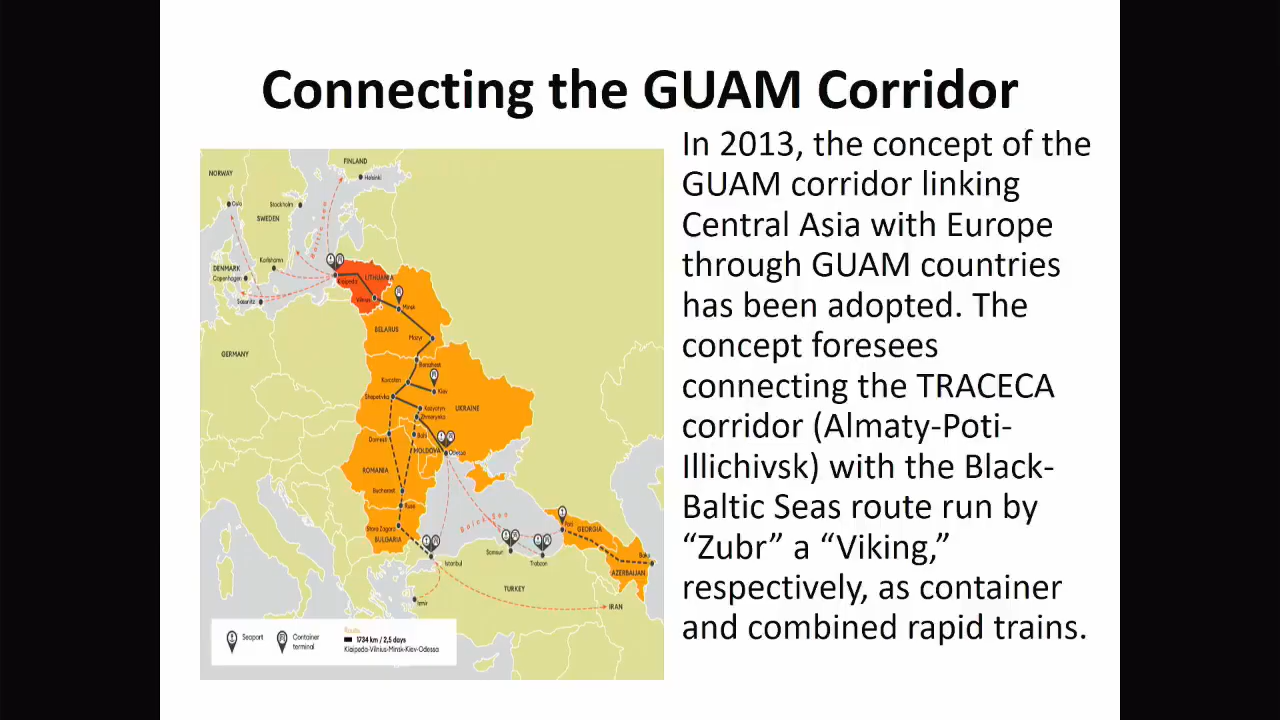 Connecting the GUAM Corridor
In 2013, the concept of the
GUAM corridor linking
Central Asia with Europe
through GUAM countries
has been adopted. The
concept foresees
connecting the TRACECA
corridor (Almaty-Poti-
Illichivsk) with the Black-
Baltic Seas route run by
“Zubr” a “Viking,”
respectively, as container
and combined rapid trains.
NORWAY
FINLAND
Helsinki
Oslo
Stockholm
SWEDEN
Karlshamn
DENMARK
Copenhagen
Sassnitz
Klaipeda
LITHUANIA
Vilnius
Minsk
BELARUS
Mozyr
GERMANY
Korosten
Kiev
Shepetivka
Kozyatyn
Zhmerynka
UKRAINE
Balti
MOLDOVA
Odessa
ROMANIA
Bucharest
Ruse
Stara Zagora
BULGARIA
Istanbul
Samsun
Trabzon
Poti
GEORGIA
Baku
AZERBAIJAN
TURKEY
Izmir
IRAN
Seaport
Container
terminal
Route:
1734 km / 2,5 days
Klaipeda-Vilnius-Minsk-Kiev-Odessa